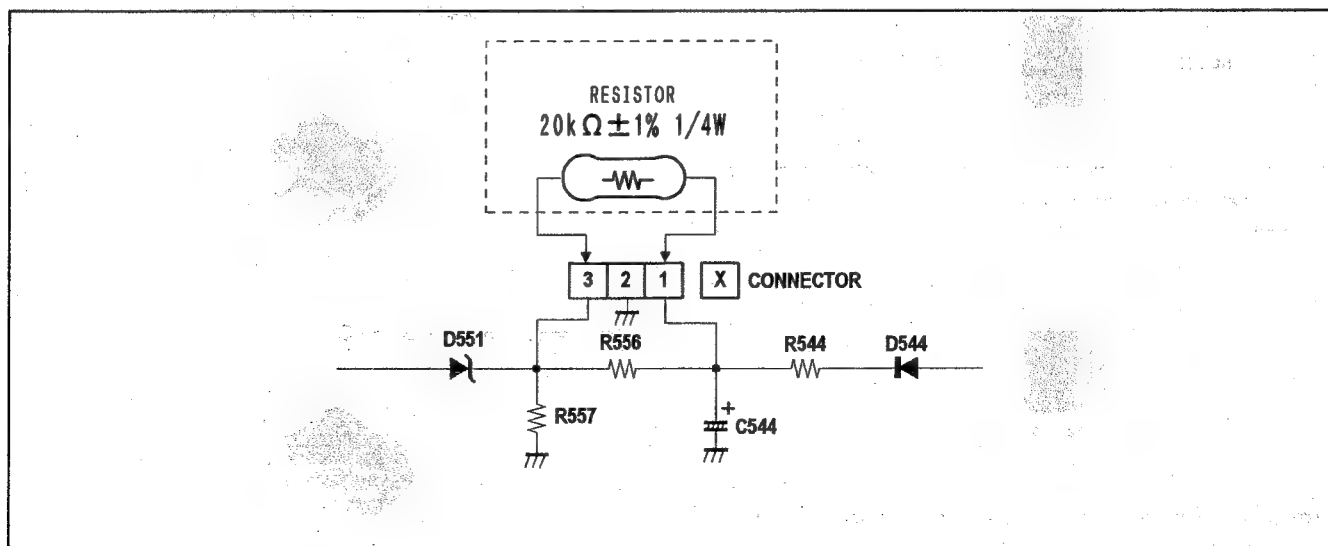 RESISTOR
20kΩ±1% 1/4W
3 2 1 X CONNECTOR
D551 R556 R544 D544
R557 + C544